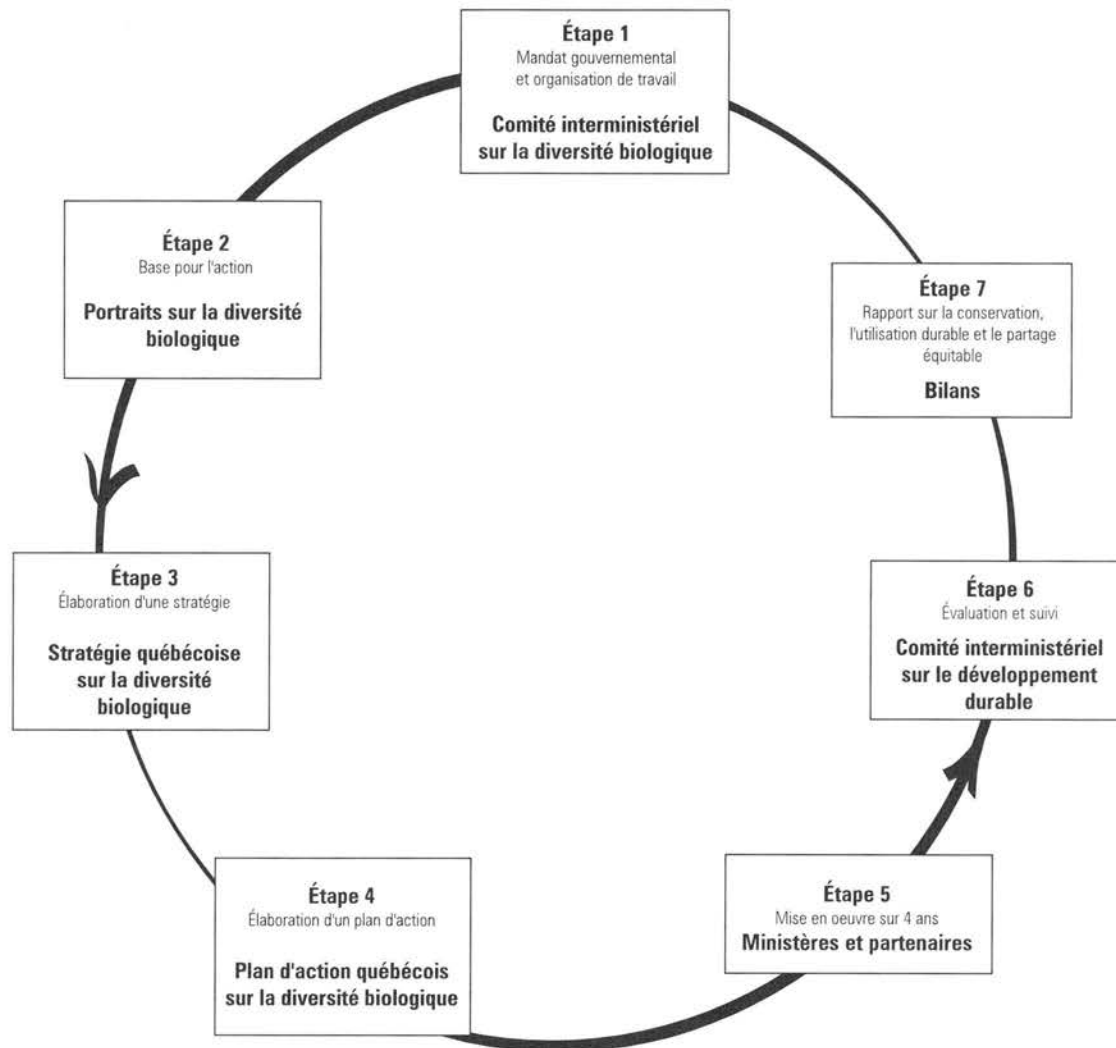 Étape 1
Mandat gouvernemental
et organisation de travail
Comité interministériel
sur la diversité biologique
Étape 2
Base pour l'action
Portraits sur la diversité
biologique
Étape 3
Élaboration d'une stratégie
Stratégie québécoise
sur la diversité
biologique
Étape 4
Élaboration d'un plan d'action
Plan d'action québécois
sur la diversité biologique
Étape 5
Mise en oeuvre sur 4 ans
Ministères et partenaires
Étape 6
Évaluation et suivi
Comité interministériel
sur le développement
durable
Étape 7
Rapport sur la conservation,
l'utilisation durable et le partage
équitable
Bilans